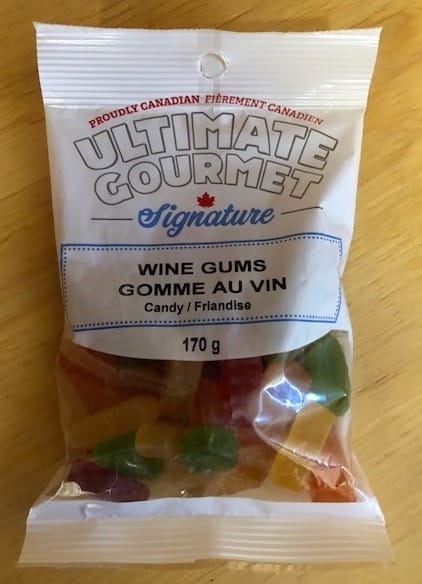 PROUDLY CANADIAN FIÈREMENT CANADIEN
ULTIMATE
GOURMET
Signature
WINE GUMS
GOMME AU VIN
Candy / Friandise
170 g